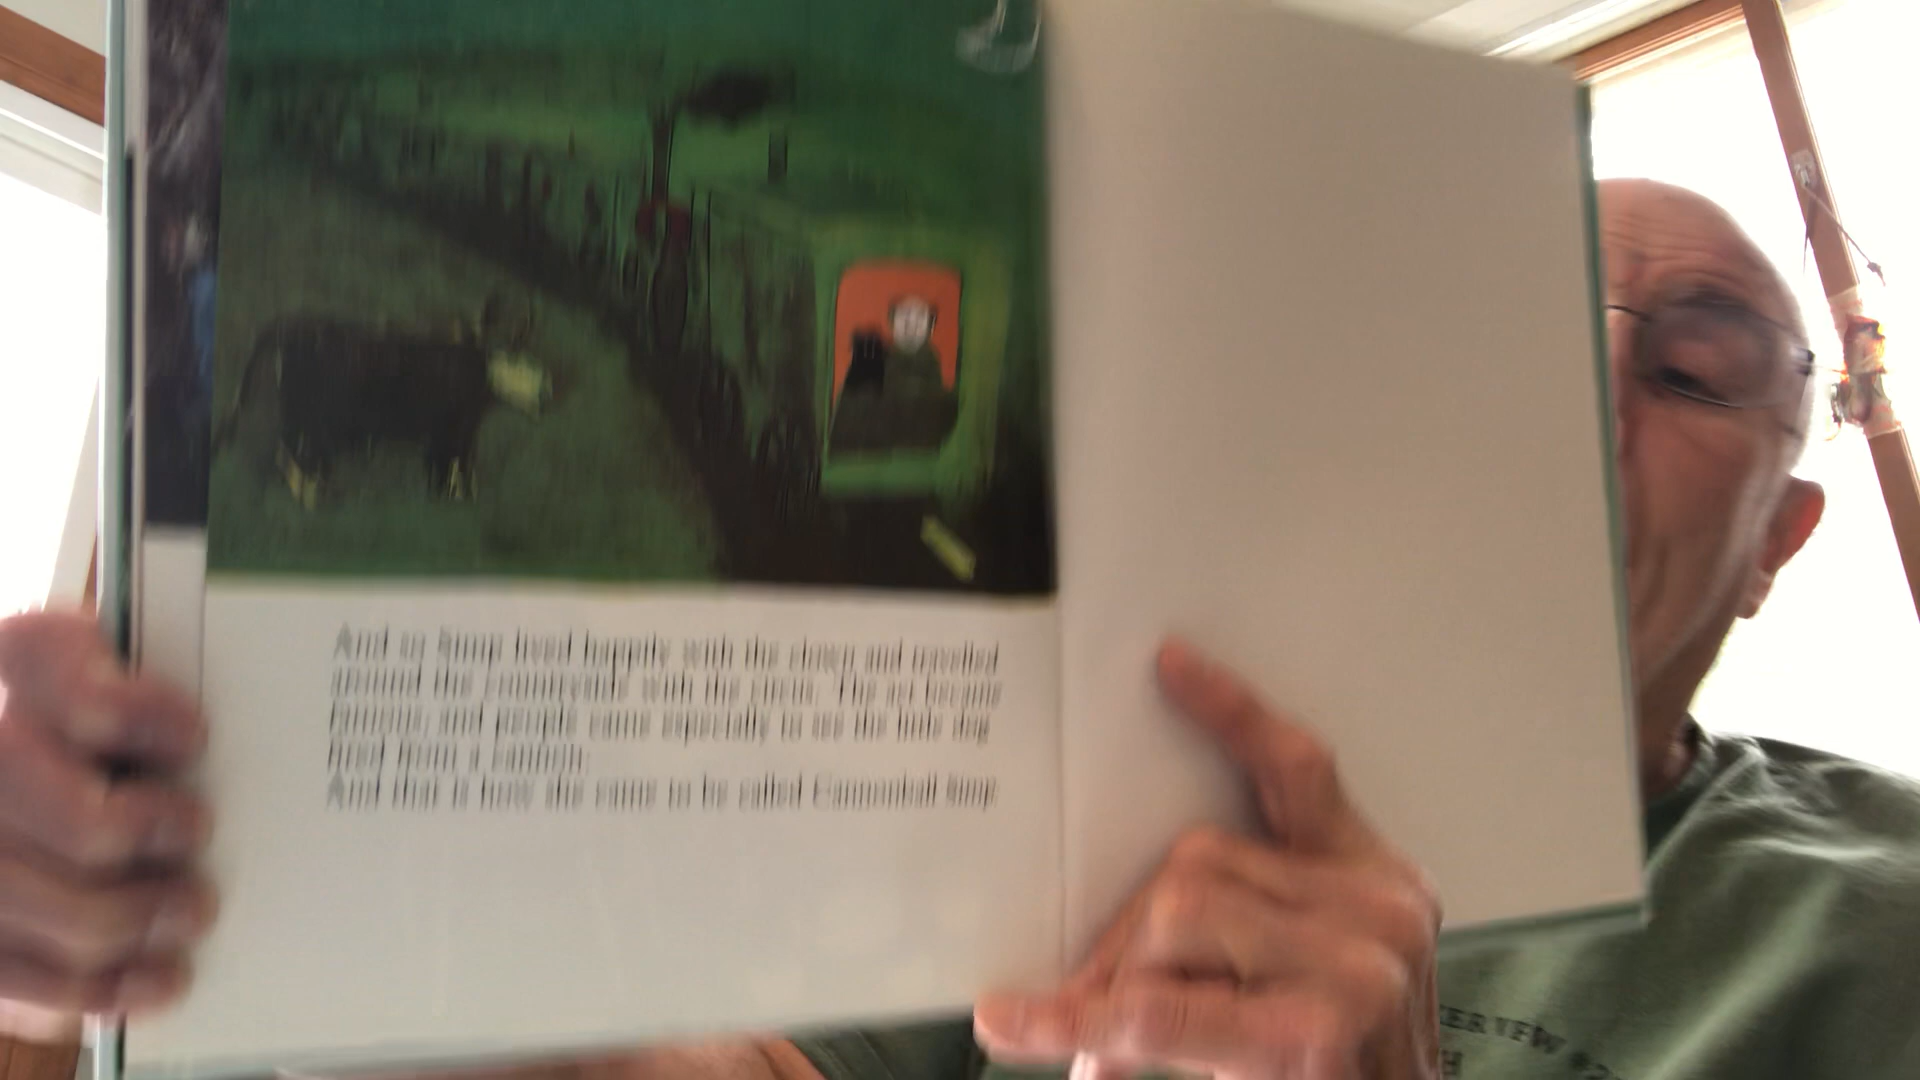 And so Simp lived happily with the clown and travelled
around the countryside with the circus. The act became
famous, and people came especially to see the little dog
fired from a cannon.
And that is how she came to be called Cannonball Simp.
VIEW